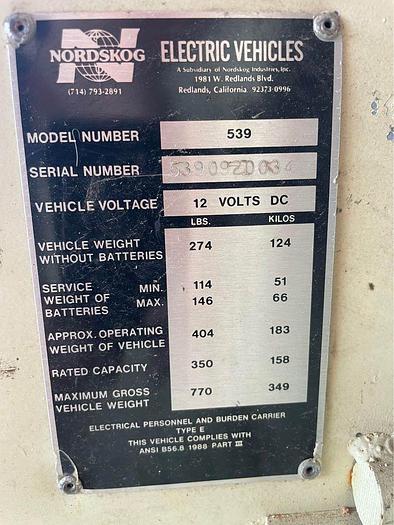 NORDSKOG
(714) 793-2891
ELECTRIC VEHICLES
A Subsidiary of Nordskog Industries, Inc.
1981 W. Redlands Blvd.
Redlands, California 92373-0996
MODEL NUMBER 539
SERIAL NUMBER
VEHICLE VOLTAGE 12 VOLTS DC
LBS. KILOS
VEHICLE WEIGHT
WITHOUT BATTERIES 274 124
SERVICE MIN. 114 51
WEIGHT OF MAX. 146 66
BATTERIES
APPROX. OPERATING
WEIGHT OF VEHICLE 404 183
RATED CAPACITY 350 158
MAXIMUM GROSS
VEHICLE WEIGHT 770 349
ELECTRICAL PERSONNEL AND BURDEN CARRIER
TYPE E
THIS VEHICLE COMPLIES WITH
ANSI B56.8 1988 PART III